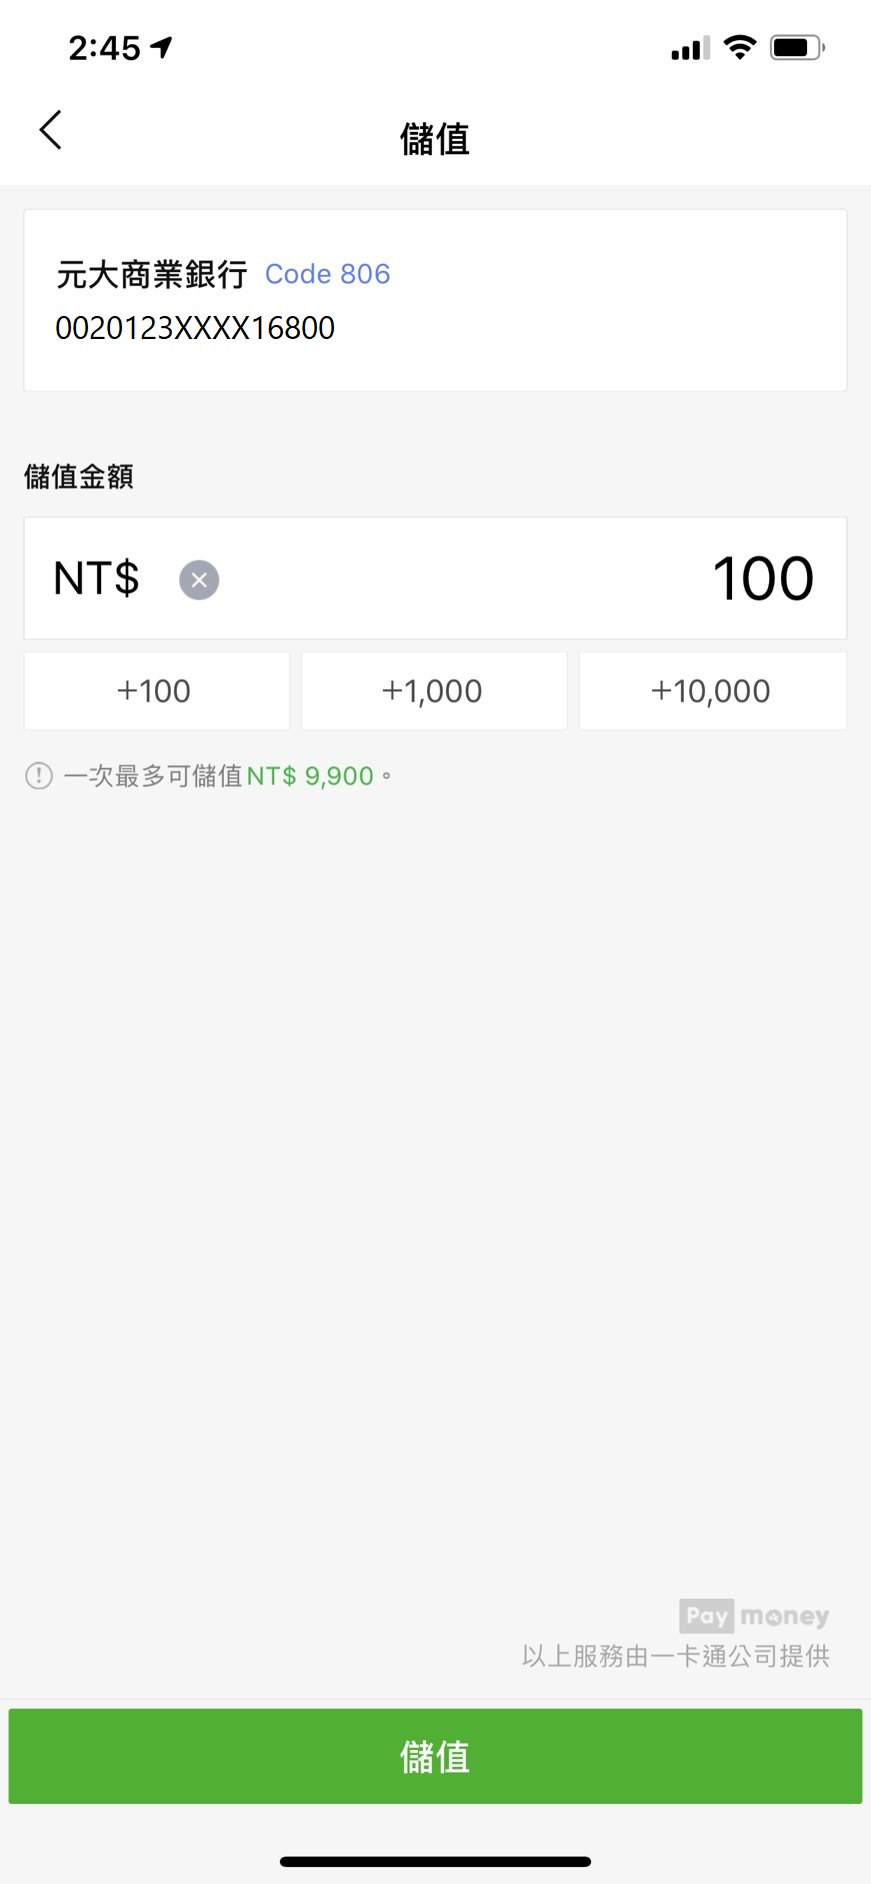 2:45
儲值
元大商業銀行 Code 806
0020123XXXX16800
儲值金額
NT$ 100
+100 +1,000 +10,000
一次最多可儲值NT$ 9,900。
Pay money
以上服務由一卡通公司提供
儲值